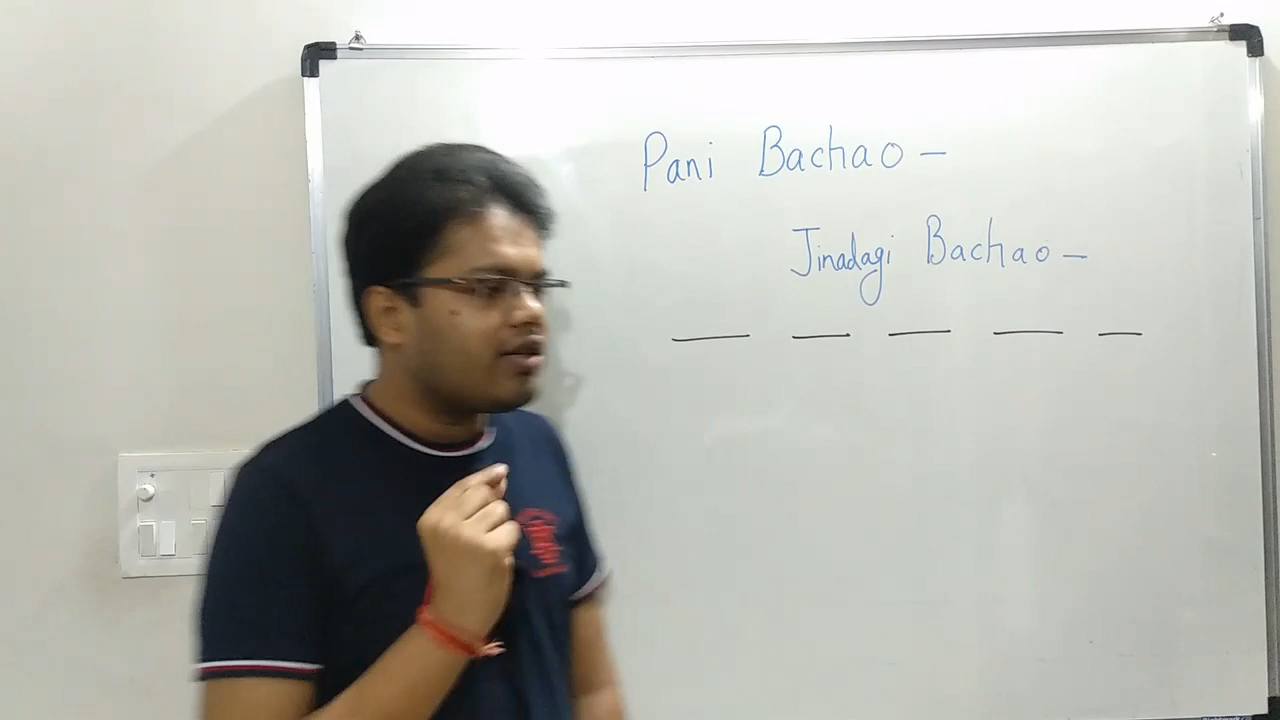 Pani Bachao –
Jinadagi Bachao –
— — — — —